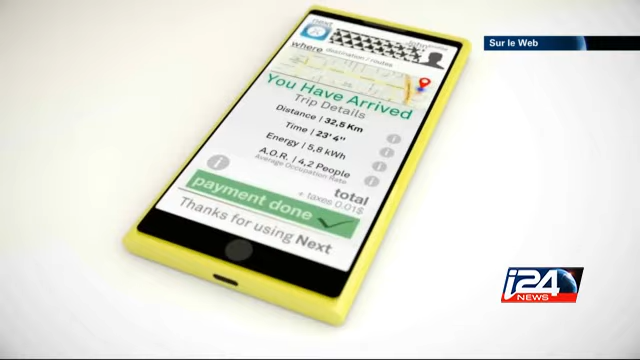 Sur le Web
next
John
where destination / routes
You Have Arrived
Trip Details
Distance | 32,5 Km
Time | 23' 4"
Energy | 5,8 kWh
A.O.R. | 4,2 People
Average Occupation Rate
total
+ taxes 0.01$
payment done
Thanks for using Next
i24
NEWS